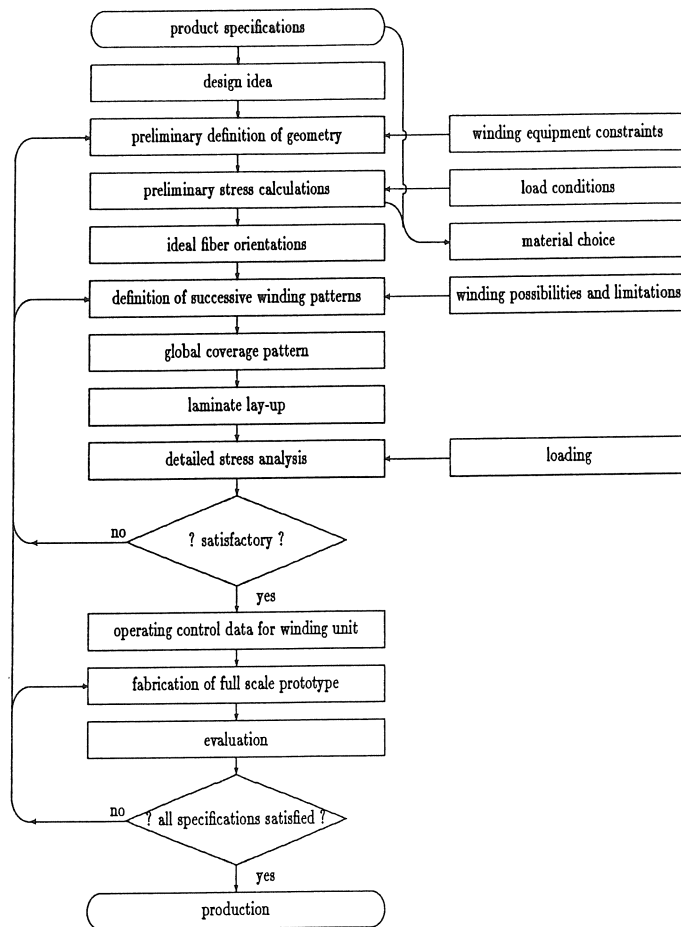 product specifications
design idea
preliminary definition of geometry
winding equipment constraints
preliminary stress calculations
load conditions
ideal fiber orientations
material choice
definition of successive winding patterns
winding possibilities and limitations
global coverage pattern
laminate lay-up
detailed stress analysis
loading
no
? satisfactory ?
yes
operating control data for winding unit
fabrication of full scale prototype
evaluation
no
? all specifications satisfied ?
yes
production